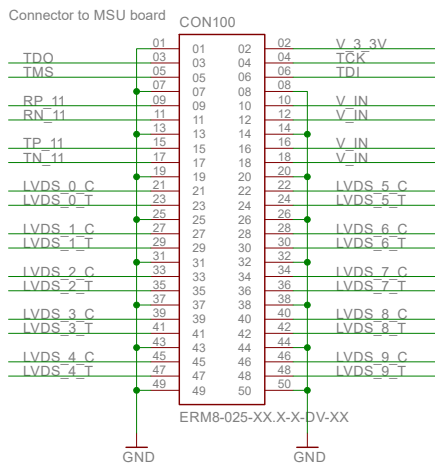 Connector to MSU board
CON100
01 01 02 02 V_3_3V
TDO 03 03 04 04 TCK
TMS 05 05 06 06 TDI
07 07 08 08
RP_11 09 09 10 10 V_IN
RN_11 11 11 12 12 V_IN
13 13 14 14
TP_11 15 15 16 16 V_IN
TN_11 17 17 18 18 V_IN
19 19 20 20
LVDS_0_C 21 21 22 22 LVDS_5_C
LVDS_0_T 23 23 24 24 LVDS_5_T
25 25 26 26
LVDS_1_C 27 27 28 28 LVDS_6_C
LVDS_1_T 29 29 30 30 LVDS_6_T
31 31 32 32
LVDS_2_C 33 33 34 34 LVDS_7_C
LVDS_2_T 35 35 36 36 LVDS_7_T
37 37 38 38
LVDS_3_C 39 39 40 40 LVDS_8_C
LVDS_3_T 41 41 42 42 LVDS_8_T
43 43 44 44
LVDS_4_C 45 45 46 46 LVDS_9_C
LVDS_4_T 47 47 48 48 LVDS_9_T
49 49 50 50
ERM8-025-XX.X-X-DV-XX
GND GND